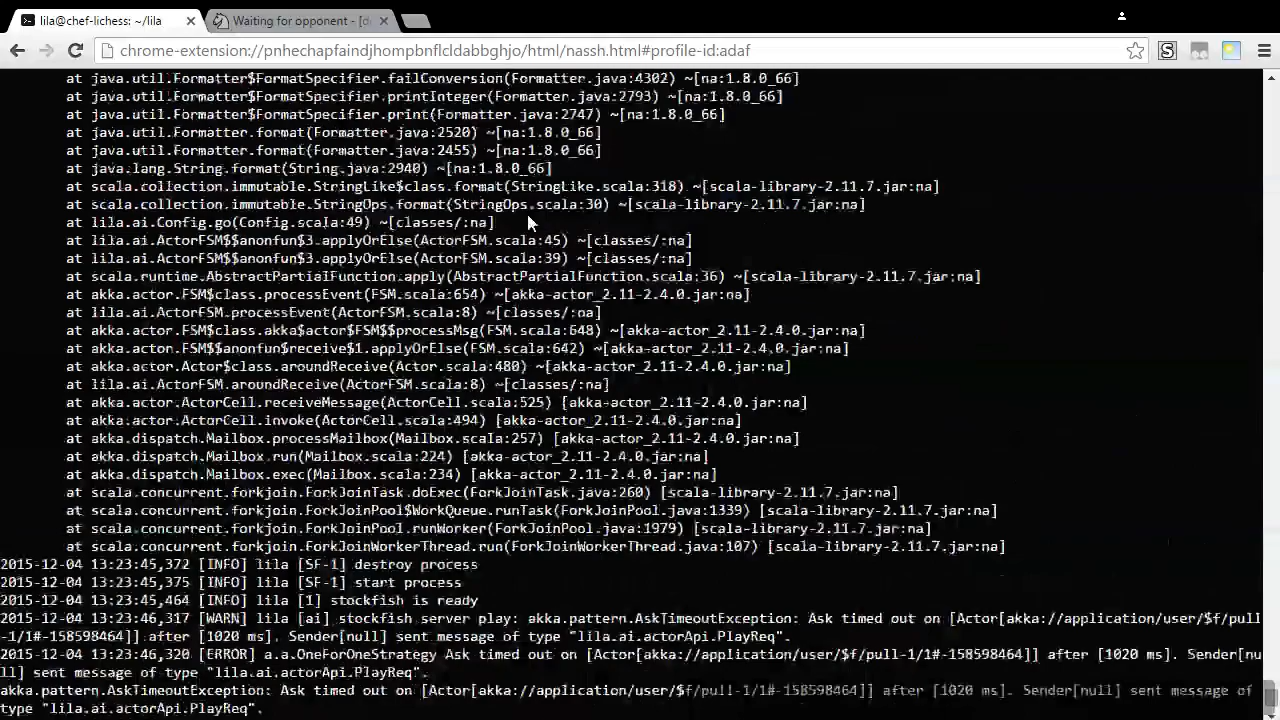 lila@chef-lichess: ~/lila
Waiting for opponent - [d
chrome-extension://pnhechapfaindjhompbnflcldabbghjo/html/nassh.html#profile-id:adaf
at java.util.Formatter$FormatSpecifier.failConversion(Formatter.java:4302) ~[na:1.8.0_66]
at java.util.Formatter$FormatSpecifier.printInteger(Formatter.java:2793) ~[na:1.8.0_66]
at java.util.Formatter$FormatSpecifier.print(Formatter.java:2747) ~[na:1.8.0_66]
at java.util.Formatter.format(Formatter.java:2520) ~[na:1.8.0_66]
at java.util.Formatter.format(Formatter.java:2455) ~[na:1.8.0_66]
at java.lang.String.format(String.java:2940) ~[na:1.8.0_66]
at scala.collection.immutable.StringLike$class.format(StringLike.scala:318) ~[scala-library-2.11.7.jar:na]
at scala.collection.immutable.StringOps.format(StringOps.scala:30) ~[scala-library-2.11.7.jar:na]
at lila.ai.Config.go(Config.scala:49) ~[classes/:na]
at lila.ai.ActorFSM$$anonfun$3.applyOrElse(ActorFSM.scala:45) ~[classes/:na]
at lila.ai.ActorFSM$$anonfun$3.applyOrElse(ActorFSM.scala:39) ~[classes/:na]
at scala.runtime.AbstractPartialFunction.apply(AbstractPartialFunction.scala:36) ~[scala-library-2.11.7.jar:na]
at akka.actor.FSM$class.processEvent(FSM.scala:654) ~[akka-actor_2.11-2.4.0.jar:na]
at lila.ai.ActorFSM.processEvent(ActorFSM.scala:8) ~[classes/:na]
at akka.actor.FSM$class.akka$actor$FSM$$processMsg(FSM.scala:648) ~[akka-actor_2.11-2.4.0.jar:na]
at akka.actor.FSM$$anonfun$receive$1.applyOrElse(FSM.scala:642) ~[akka-actor_2.11-2.4.0.jar:na]
at akka.actor.Actor$class.aroundReceive(Actor.scala:480) ~[akka-actor_2.11-2.4.0.jar:na]
at lila.ai.ActorFSM.aroundReceive(ActorFSM.scala:8) ~[classes/:na]
at akka.actor.ActorCell.receiveMessage(ActorCell.scala:525) [akka-actor_2.11-2.4.0.jar:na]
at akka.actor.ActorCell.invoke(ActorCell.scala:494) [akka-actor_2.11-2.4.0.jar:na]
at akka.dispatch.Mailbox.processMailbox(Mailbox.scala:257) [akka-actor_2.11-2.4.0.jar:na]
at akka.dispatch.Mailbox.run(Mailbox.scala:224) [akka-actor_2.11-2.4.0.jar:na]
at akka.dispatch.Mailbox.exec(Mailbox.scala:234) [akka-actor_2.11-2.4.0.jar:na]
at scala.concurrent.forkjoin.ForkJoinTask.doExec(ForkJoinTask.java:260) [scala-library-2.11.7.jar:na]
at scala.concurrent.forkjoin.ForkJoinPool$WorkQueue.runTask(ForkJoinPool.java:1339) [scala-library-2.11.7.jar:na]
at scala.concurrent.forkjoin.ForkJoinPool.runWorker(ForkJoinPool.java:1979) [scala-library-2.11.7.jar:na]
at scala.concurrent.forkjoin.ForkJoinWorkerThread.run(ForkJoinWorkerThread.java:107) [scala-library-2.11.7.jar:na]
2015-12-04 13:23:45,372 [INFO] lila [SF-1] destroy process
2015-12-04 13:23:45,375 [INFO] lila [SF-1] start process
2015-12-04 13:23:45,464 [INFO] lila [1] stockfish is ready
2015-12-04 13:23:46,317 [WARN] lila [ai] stockfish server play: akka.pattern.AskTimeoutException: Ask timed out on [Actor[akka://application/user/$f/pull
-1/1#-158598464]] after [1020 ms]. Sender[null] sent message of type "lila.ai.actorApi.PlayReq".
2015-12-04 13:23:46,320 [ERROR] a.a.OneForOneStrategy Ask timed out on [Actor[akka://application/user/$f/pull-1/1#-158598464]] after [1020 ms]. Sender[nu
ll] sent message of type "lila.ai.actorApi.PlayReq".
akka.pattern.AskTimeoutException: Ask timed out on [Actor[akka://application/user/$f/pull-1/1#-158598464]] after [1020 ms]. Sender[null] sent message of
type "lila.ai.actorApi.PlayReq".